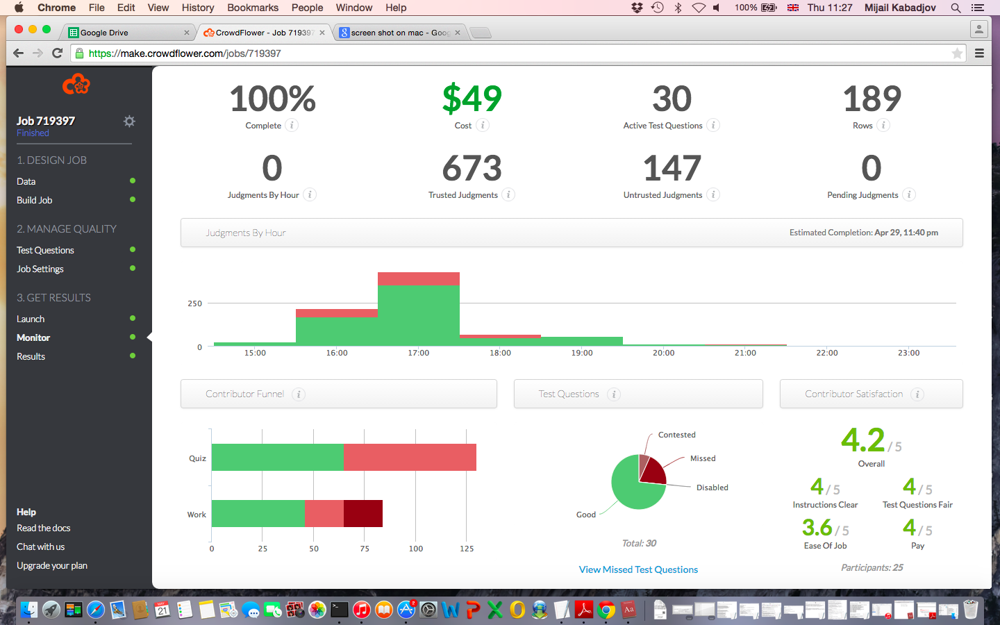 Chrome File Edit View History Bookmarks People Window Help 100% Thu 11:27 Mijail Kabadjov
Google Drive CrowdFlower - Job 719397 screen shot on mac - Goog
https://make.crowdflower.com/jobs/719397
Job 719397
Finished
1. DESIGN JOB
Data
Build Job
2. MANAGE QUALITY
Test Questions
Job Settings
3. GET RESULTS
Launch
Monitor
Results
Help
Read the docs
Chat with us
Upgrade your plan
100% $49 30 189
Complete i Cost i Active Test Questions i Rows i
0 673 147 0
Judgments By Hour i Trusted Judgments i Untrusted Judgments i Pending Judgments i
Judgments By Hour Estimated Completion: Apr 29, 11:40 pm
250
0
15:00 16:00 17:00 18:00 19:00 20:00 21:00 22:00 23:00
Contributor Funnel i
Quiz
Work
0 25 50 75 100 125
Test Questions i
Contested
Missed
Disabled
Good
Total: 30
View Missed Test Questions
Contributor Satisfaction i
4.2 / 5
Overall
4 / 5 4 / 5
Instructions Clear Test Questions Fair
3.6 / 5 4 / 5
Ease Of Job Pay
Participants: 25
MAY
21
2
W P X O
Aa